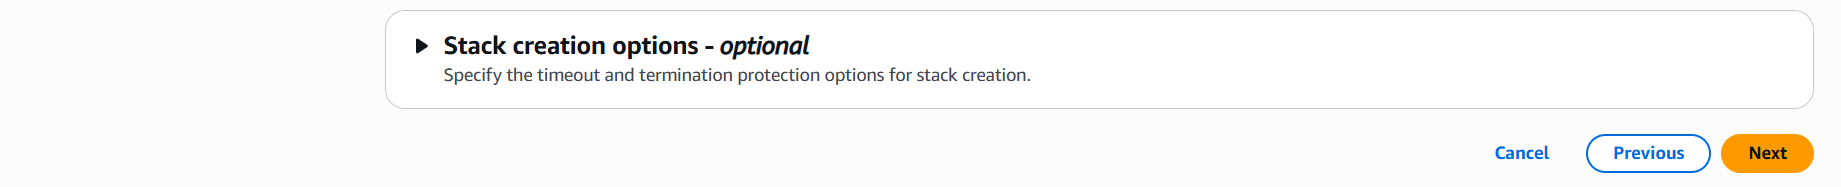 Stack creation options - optional
Specify the timeout and termination protection options for stack creation.
Cancel
Previous
Next